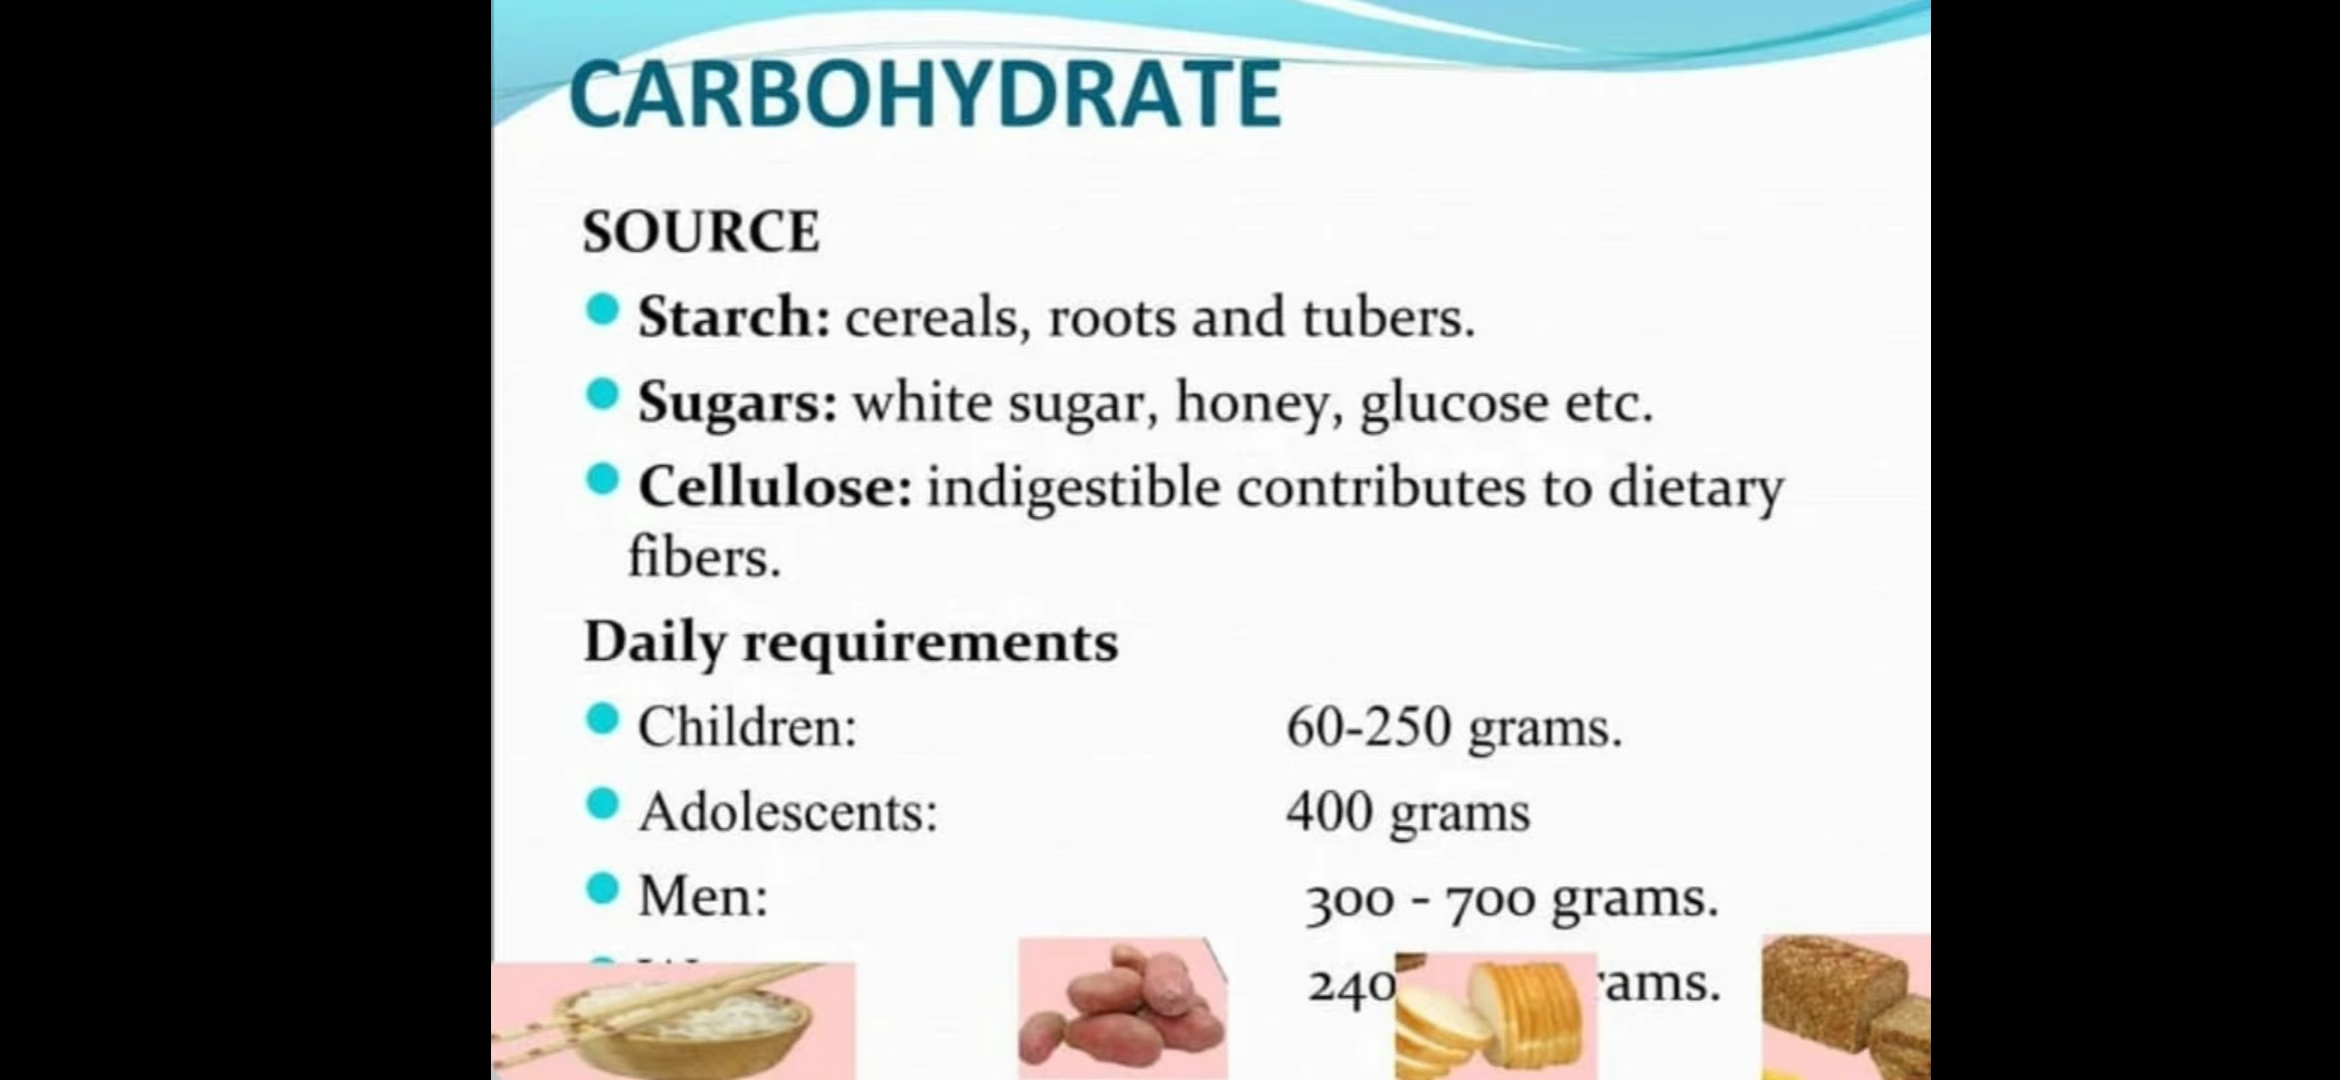 CARBOHYDRATE
SOURCE
Starch: cereals, roots and tubers.
Sugars: white sugar, honey, glucose etc.
Cellulose: indigestible contributes to dietary
fibers.
Daily requirements
Children: 60-250 grams.
Adolescents: 400 grams
Men: 300 - 700 grams.
240